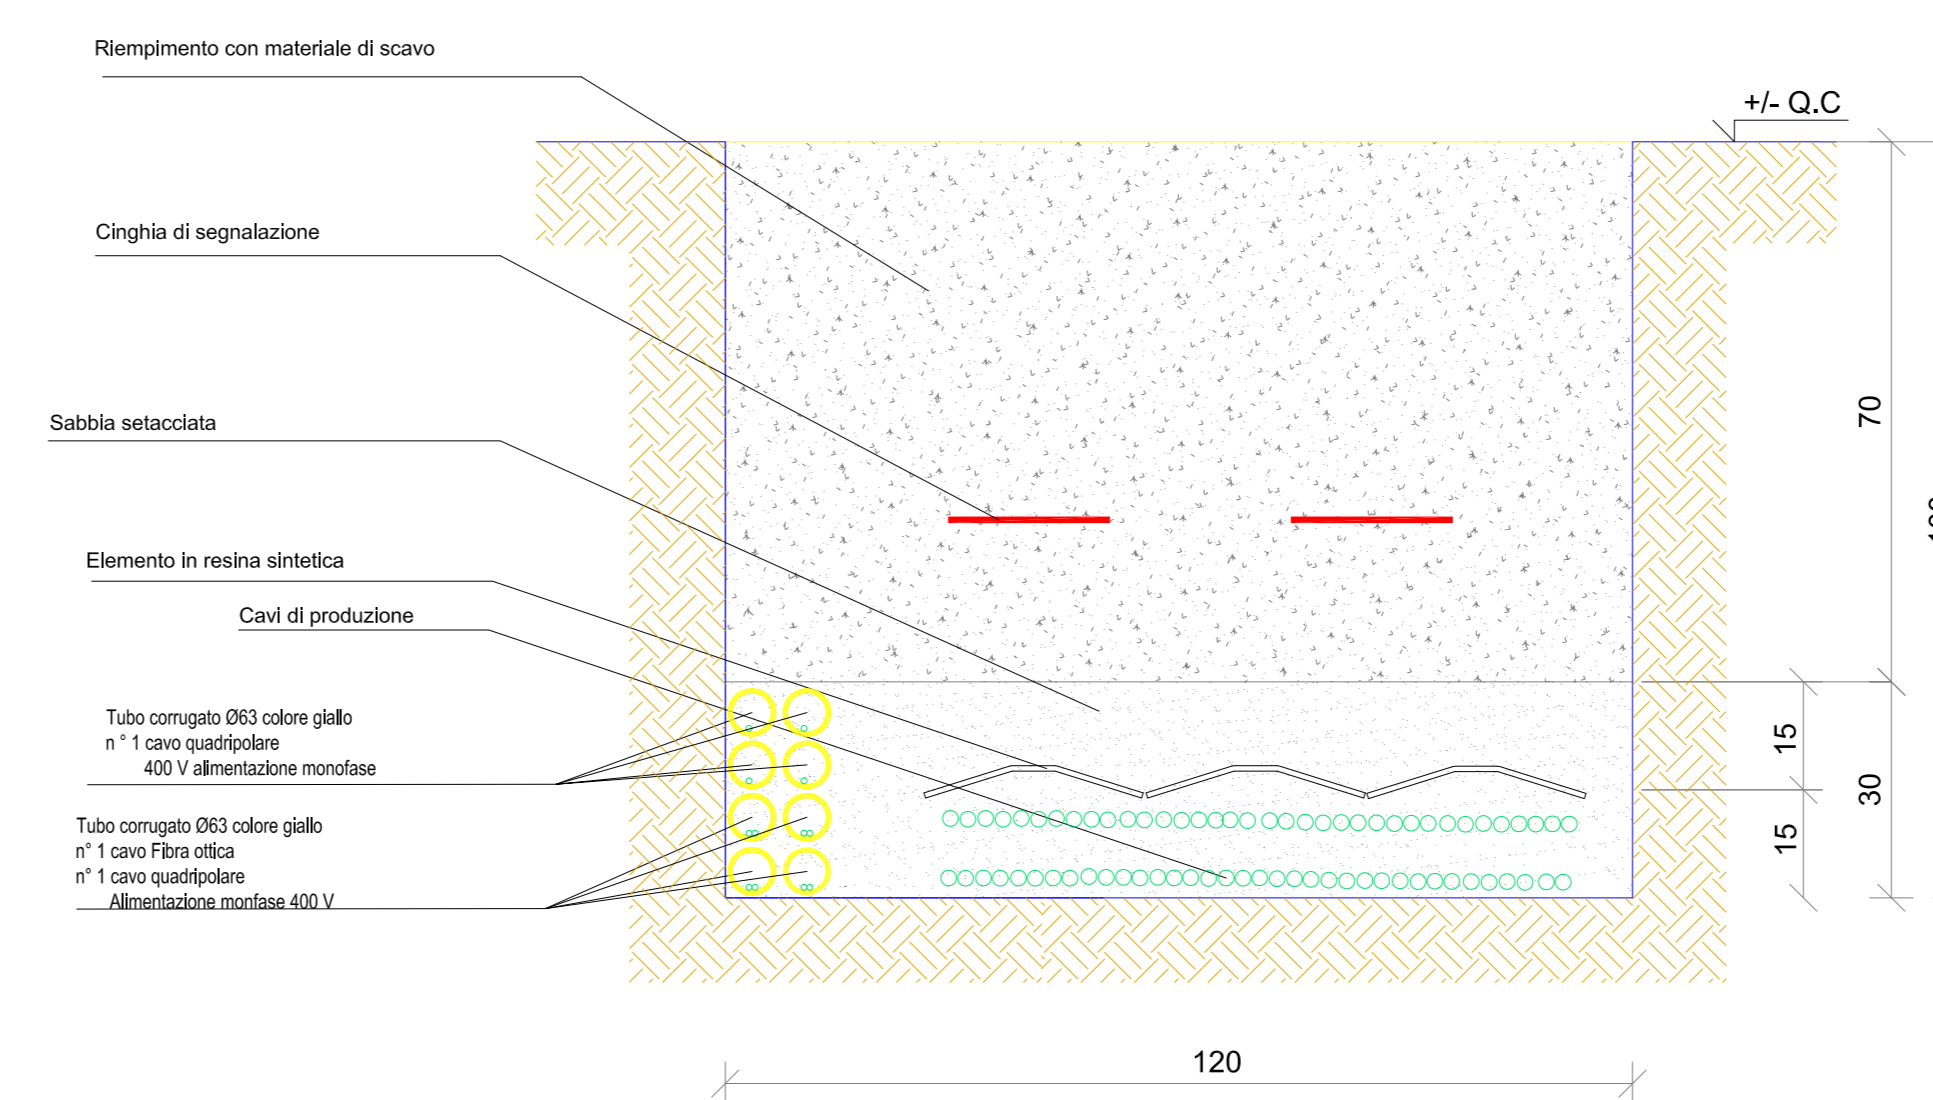 Riempimento con materiale di scavo
+/- Q.C
Cinghia di segnalazione
70
Sabbia setacciata
Elemento in resina sintetica
Cavi di produzione
Tubo corrugato Ø63 colore giallo
n ° 1 cavo quadripolare
400 V alimentazione monofase
15
30
15
Tubo corrugato Ø63 colore giallo
n° 1 cavo Fibra ottica
n° 1 cavo quadripolare
Alimentazione monfase 400 V
120